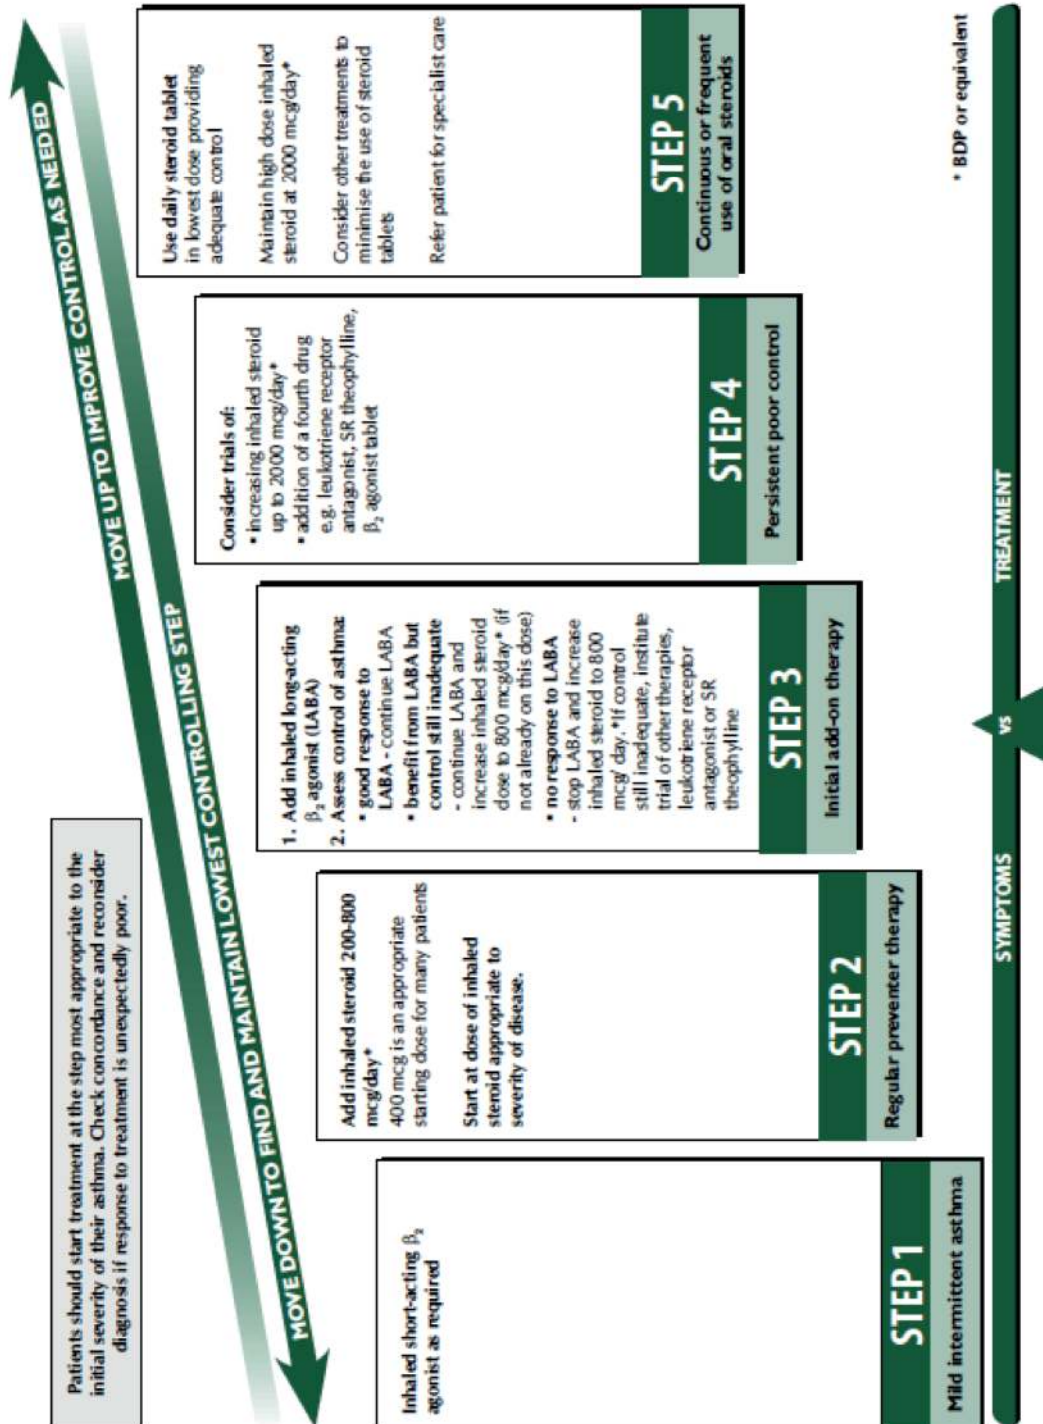 Patients should start treatment at the step most appropriate to the
initial severity of their asthma. Check concordance and reconsider
diagnosis if response to treatment is unexpectedly poor.
MOVE UP TO IMPROVE CONTROL AS NEEDED
MOVE DOWN TO FIND AND MAINTAIN LOWEST CONTROLLING STEP
Inhaled short-acting β₂
agonist as required
STEP 1
Mild intermittent asthma
Add inhaled steroid 200-800
mcg/day*
400 mcg is an appropriate
starting dose for many patients
Start at dose of inhaled
steroid appropriate to
severity of disease.
STEP 2
Regular preventer therapy
1. Add inhaled long-acting
β₂ agonist (LABA)
2. Assess control of asthma:
• good response to
LABA - continue LABA
• benefit from LABA but
control still inadequate
- continue LABA and
increase inhaled steroid
dose to 800 mcg/day* (if
not already on this dose)
• no response to LABA
- stop LABA and increase
inhaled steroid to 800
mcg/ day. *If control
still inadequate, institute
trial of other therapies,
leukotriene receptor
antagonist or SR
theophylline
STEP 3
Initial add-on therapy
Consider trials of:
• increasing inhaled steroid
up to 2000 mcg/day*
• addition of a fourth drug
e.g. leukotriene receptor
antagonist, SR theophylline,
β₂ agonist tablet
STEP 4
Persistent poor control
Use daily steroid tablet
in lowest dose providing
adequate control
Maintain high dose inhaled
steroid at 2000 mcg/day*
Consider other treatments to
minimise the use of steroid
tablets
Refer patient for specialist care
STEP 5
Continuous or frequent
use of oral steroids
* BDP or equivalent
SYMPTOMS vs TREATMENT